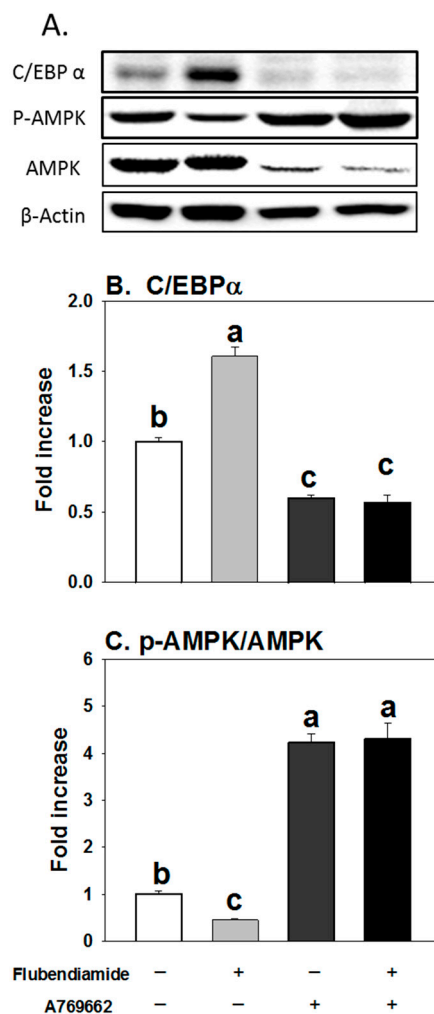 A.
C/EBP α
P-AMPK
AMPK
β-Actin
B. C/EBPα
2.0
1.5
1.0
0.5
0.0
Fold increase
b
a
c
c
C. p-AMPK/AMPK
6
5
4
3
2
1
0
Fold increase
b
c
a
a
Flubendiamide − + − +
A769662 − − + +